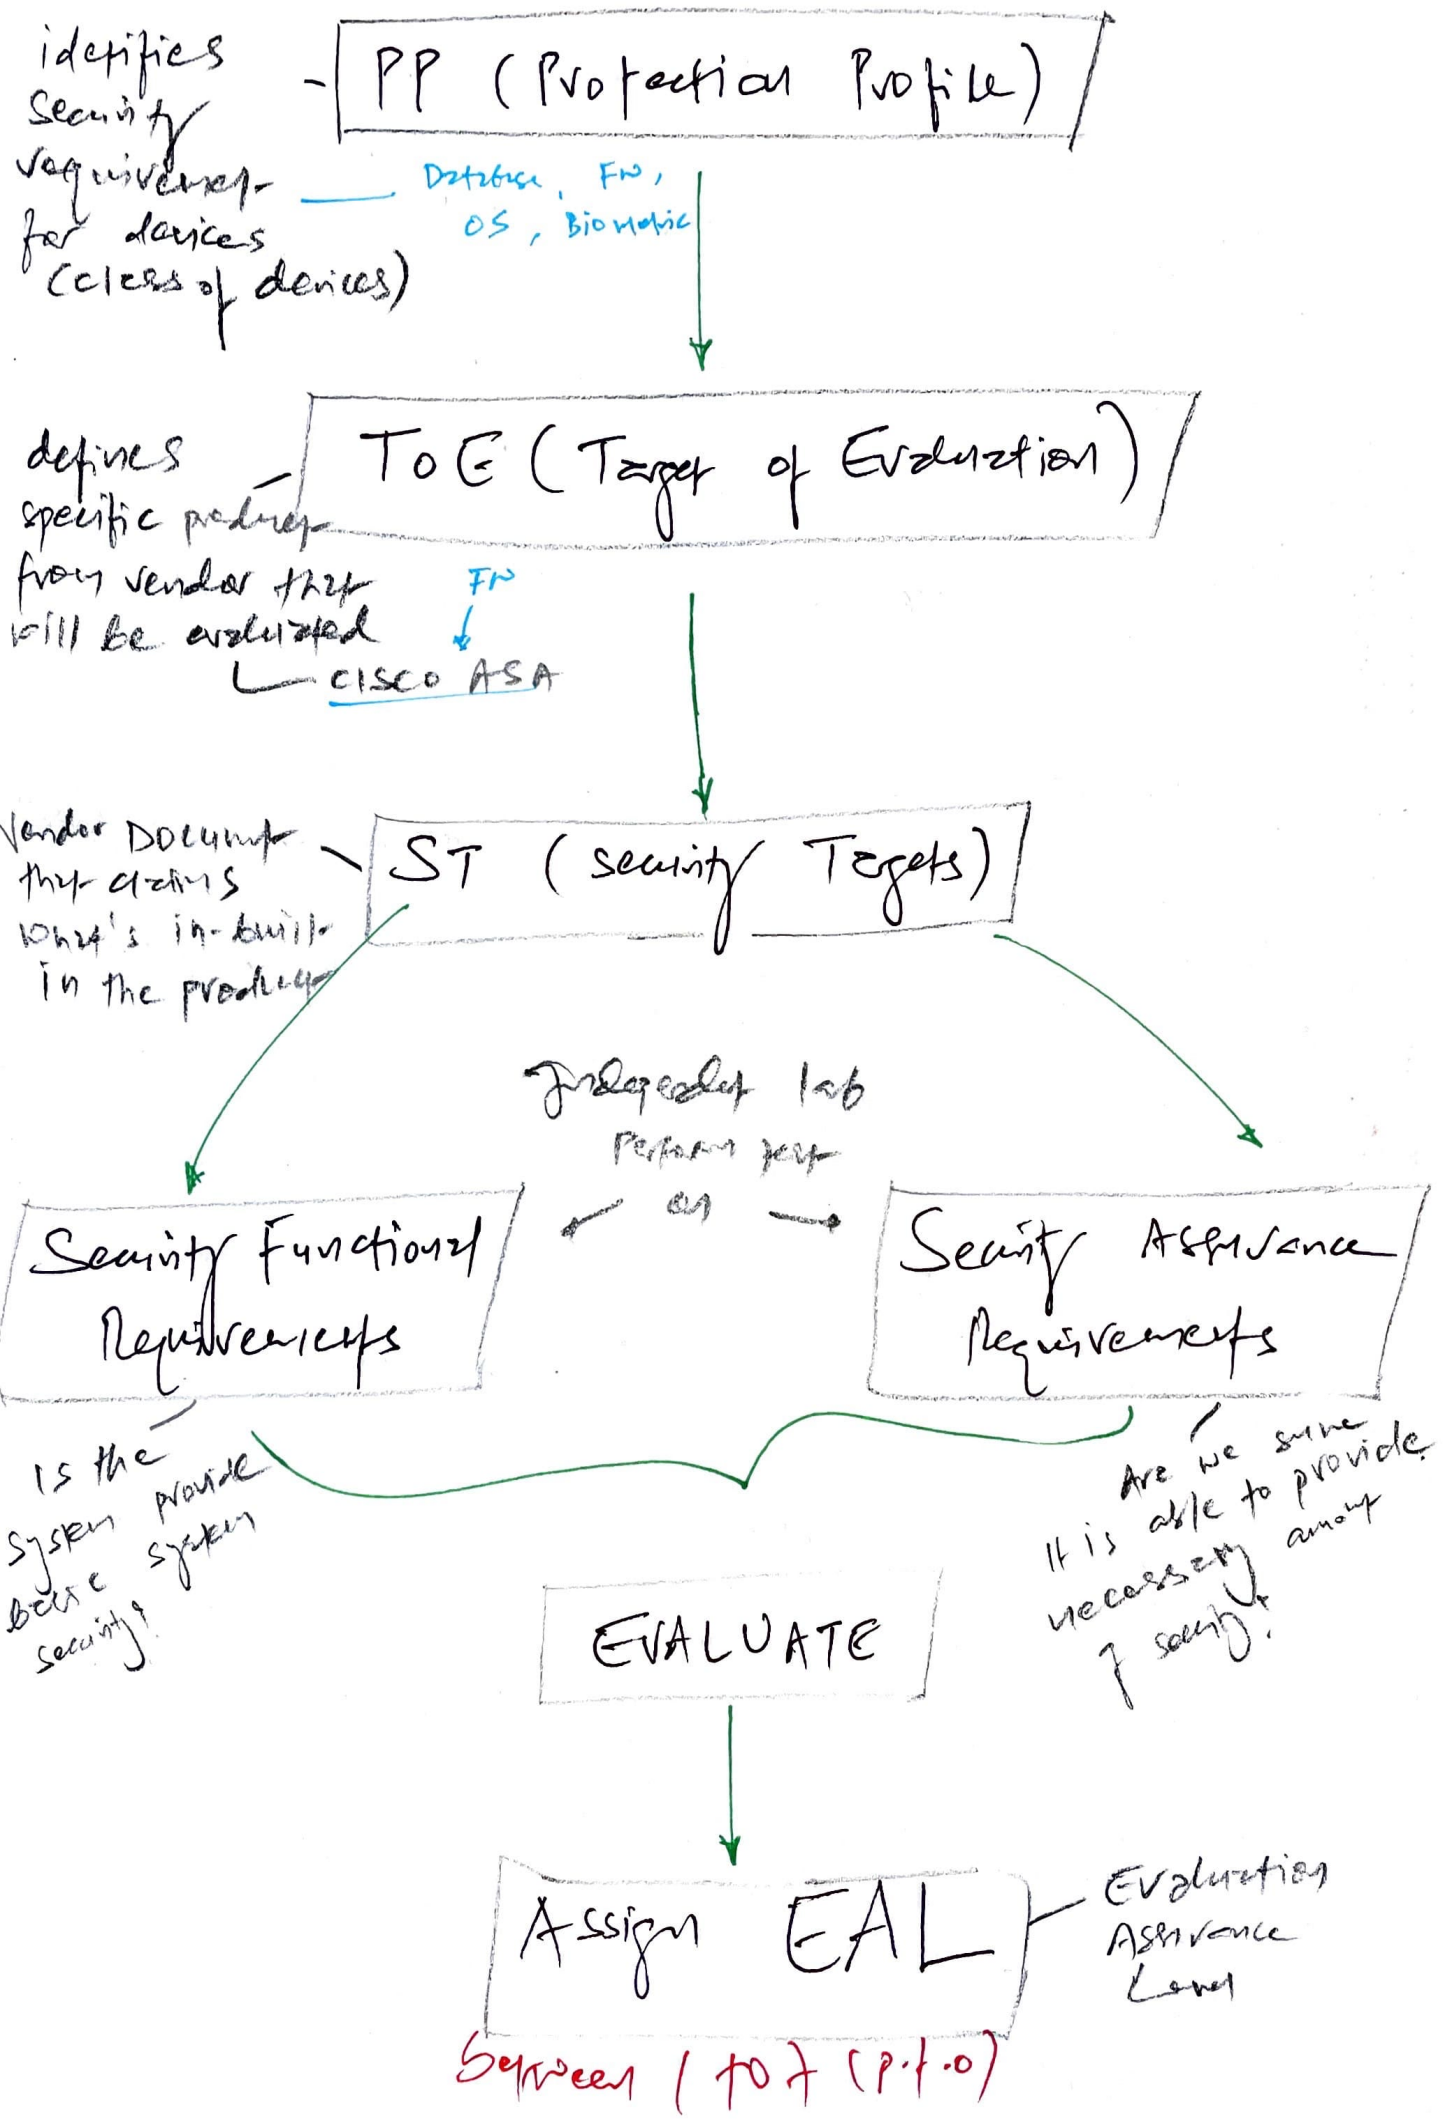 identifies
security
requirement
for devices
(class of devices)
PP (Protection Profile)
Database, FW,
OS, Biometric
ToE (Target of Evaluation)
defines
specific product
from vendor that
will be evaluated
FW
CISCO ASA
ST (security Targets)
Vendor Document
that claims
what's in-built
in the product
Independent lab
Perform test
on
Security Functional
Requirements
Security Assurance
Requirements
is the
system provide
basic system
security?
Are we sure
it is able to provide
necessary amount
of security?
EVALUATE
Assign EAL
Evaluation
Assurance
Level
between 1 to 7 (p.t.o)